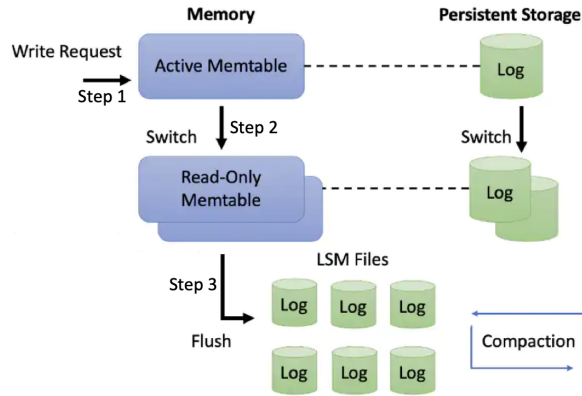 Memory
Persistent Storage
Write Request
Active Memtable
Log
Step 1
Step 2
Switch
Switch
Read-Only
Memtable
Log
LSM Files
Step 3
Log
Log
Log
Flush
Compaction
Log
Log
Log